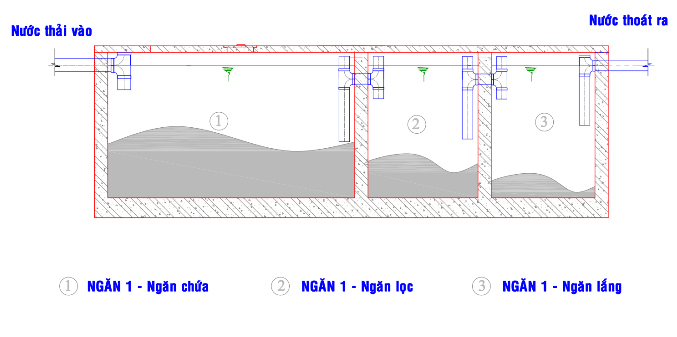 Nước thải vào
Nước thoát ra
1
2
3
1 NGĂN 1 - Ngăn chứa
2 NGĂN 1 - Ngăn lọc
3 NGĂN 1 - Ngăn lắng